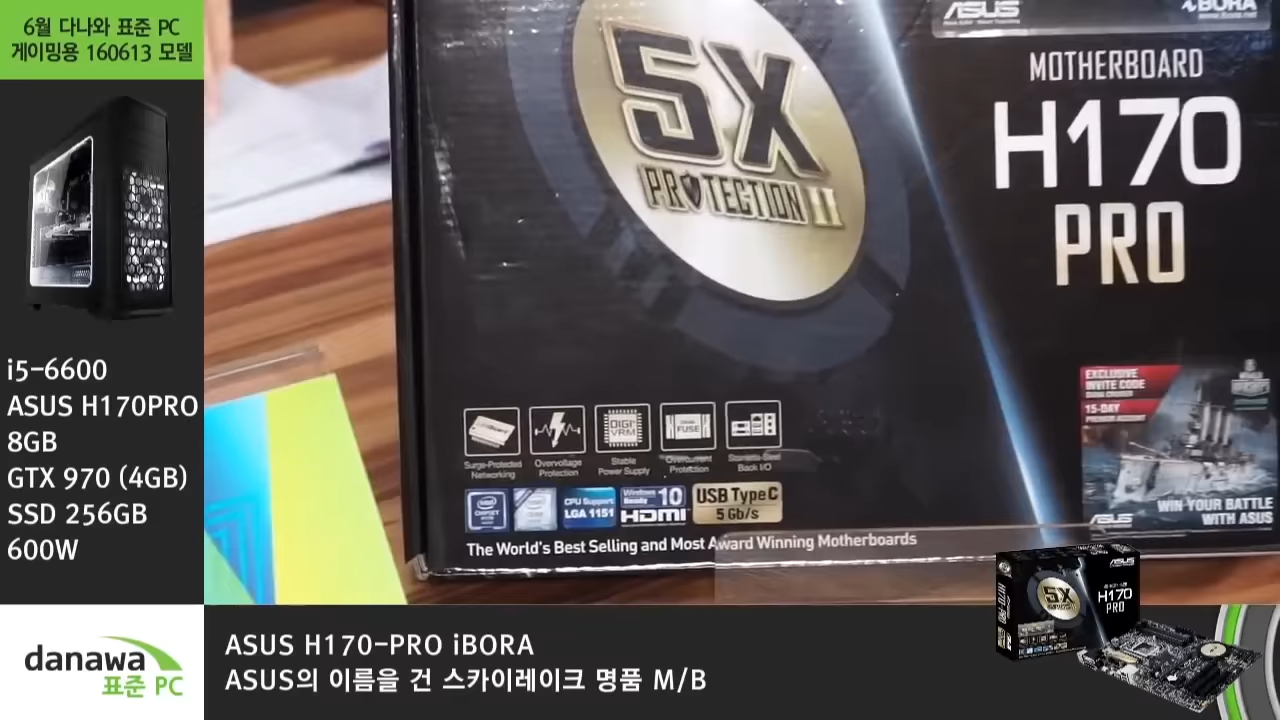 6월 다나와 표준 PC
게이밍용 160613 모델
i5-6600
ASUS H170PRO
8GB
GTX 970 (4GB)
SSD 256GB
600W
danawa
표준 PC
ASUS
iBORA
5X
PROTECTION II
MOTHERBOARD
H170
PRO
EXCLUSIVE
INVITE CODE
15-DAY
WIN YOUR BATTLE
WITH ASUS
ASUS
Surge-Protected
Networking
Overvoltage
Protection
DIGI+
VRM
Stable
Power Supply
FUSE
Overcurrent
Protection
Stainless-Steel
Back I/O
CPU Support
LGA 1151
Windows 10
Ready
HDMI
USB Type C
5 Gb/s
The World's Best Selling and Most Award Winning Motherboards
ASUS H170-PRO iBORA
ASUS의 이름을 건 스카이레이크 명품 M/B
ASUS
5X
H170
PRO
H170-PRO